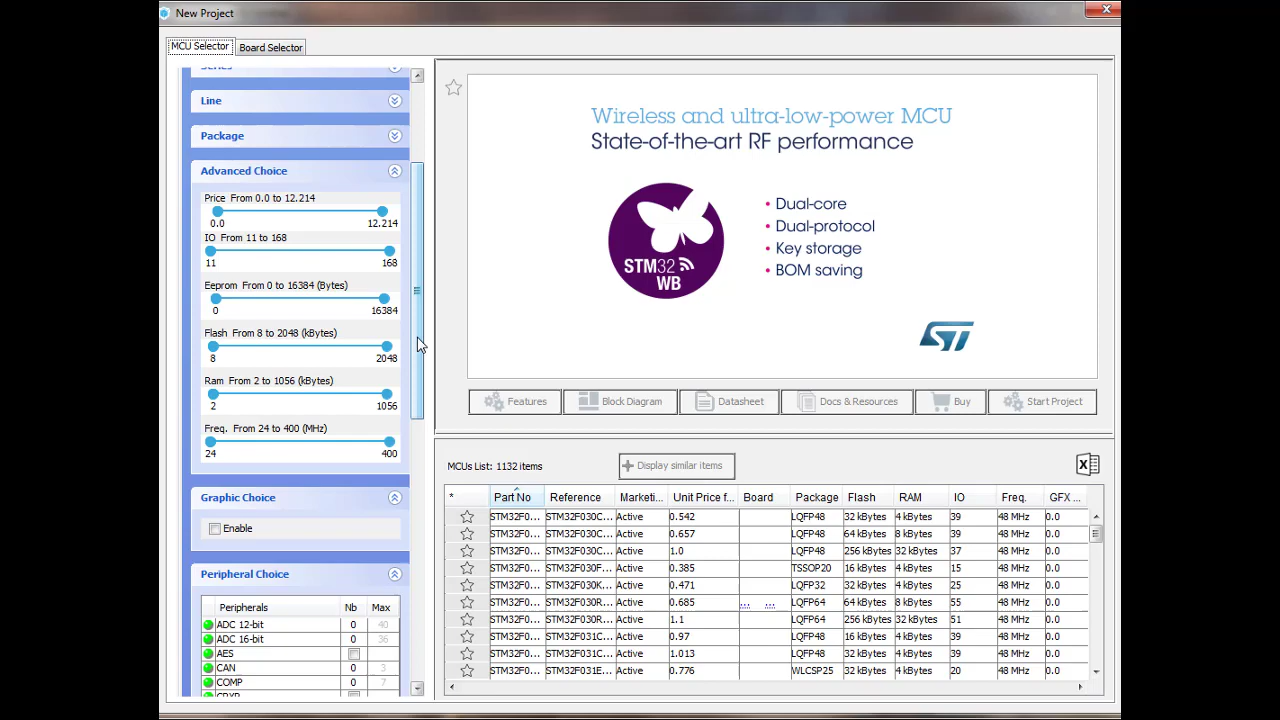 New Project
MCU Selector
Board Selector
Series
Line
Package
Advanced Choice
Price From 0.0 to 12.214
0.0 12.214
IO From 11 to 168
11 168
Eeprom From 0 to 16384 (Bytes)
0 16384
Flash From 8 to 2048 (kBytes)
8 2048
Ram From 2 to 1056 (kBytes)
2 1056
Freq. From 24 to 400 (MHz)
24 400
Graphic Choice
Enable
Peripheral Choice
Peripherals Nb Max
ADC 12-bit 0 40
ADC 16-bit 0 36
AES
CAN 0 3
COMP 0 7
Wireless and ultra-low-power MCU
State-of-the-art RF performance
STM32
WB
• Dual-core
• Dual-protocol
• Key storage
• BOM saving
ST
Features
Block Diagram
Datasheet
Docs & Resources
Buy
Start Project
MCUs List: 1132 items
+ Display similar items
X
* Part No Reference Marketi... Unit Price f... Board Package Flash RAM IO Freq. GFX ...
STM32F0... STM32F030C... Active 0.542 LQFP48 32 kBytes 4 kBytes 39 48 MHz 0.0
STM32F0... STM32F030C... Active 0.657 LQFP48 64 kBytes 8 kBytes 39 48 MHz 0.0
STM32F0... STM32F030C... Active 1.0 LQFP48 256 kBytes 32 kBytes 37 48 MHz 0.0
STM32F0... STM32F030F... Active 0.385 TSSOP20 16 kBytes 4 kBytes 15 48 MHz 0.0
STM32F0... STM32F030K... Active 0.471 LQFP32 32 kBytes 4 kBytes 25 48 MHz 0.0
STM32F0... STM32F030R... Active 0.685 ... ... LQFP64 64 kBytes 8 kBytes 55 48 MHz 0.0
STM32F0... STM32F030R... Active 1.1 LQFP64 256 kBytes 32 kBytes 51 48 MHz 0.0
STM32F0... STM32F031C... Active 0.97 LQFP48 16 kBytes 4 kBytes 39 48 MHz 0.0
STM32F0... STM32F031C... Active 1.013 LQFP48 32 kBytes 4 kBytes 39 48 MHz 0.0
STM32F0... STM32F031E... Active 0.776 WLCSP25 32 kBytes 4 kBytes 20 48 MHz 0.0